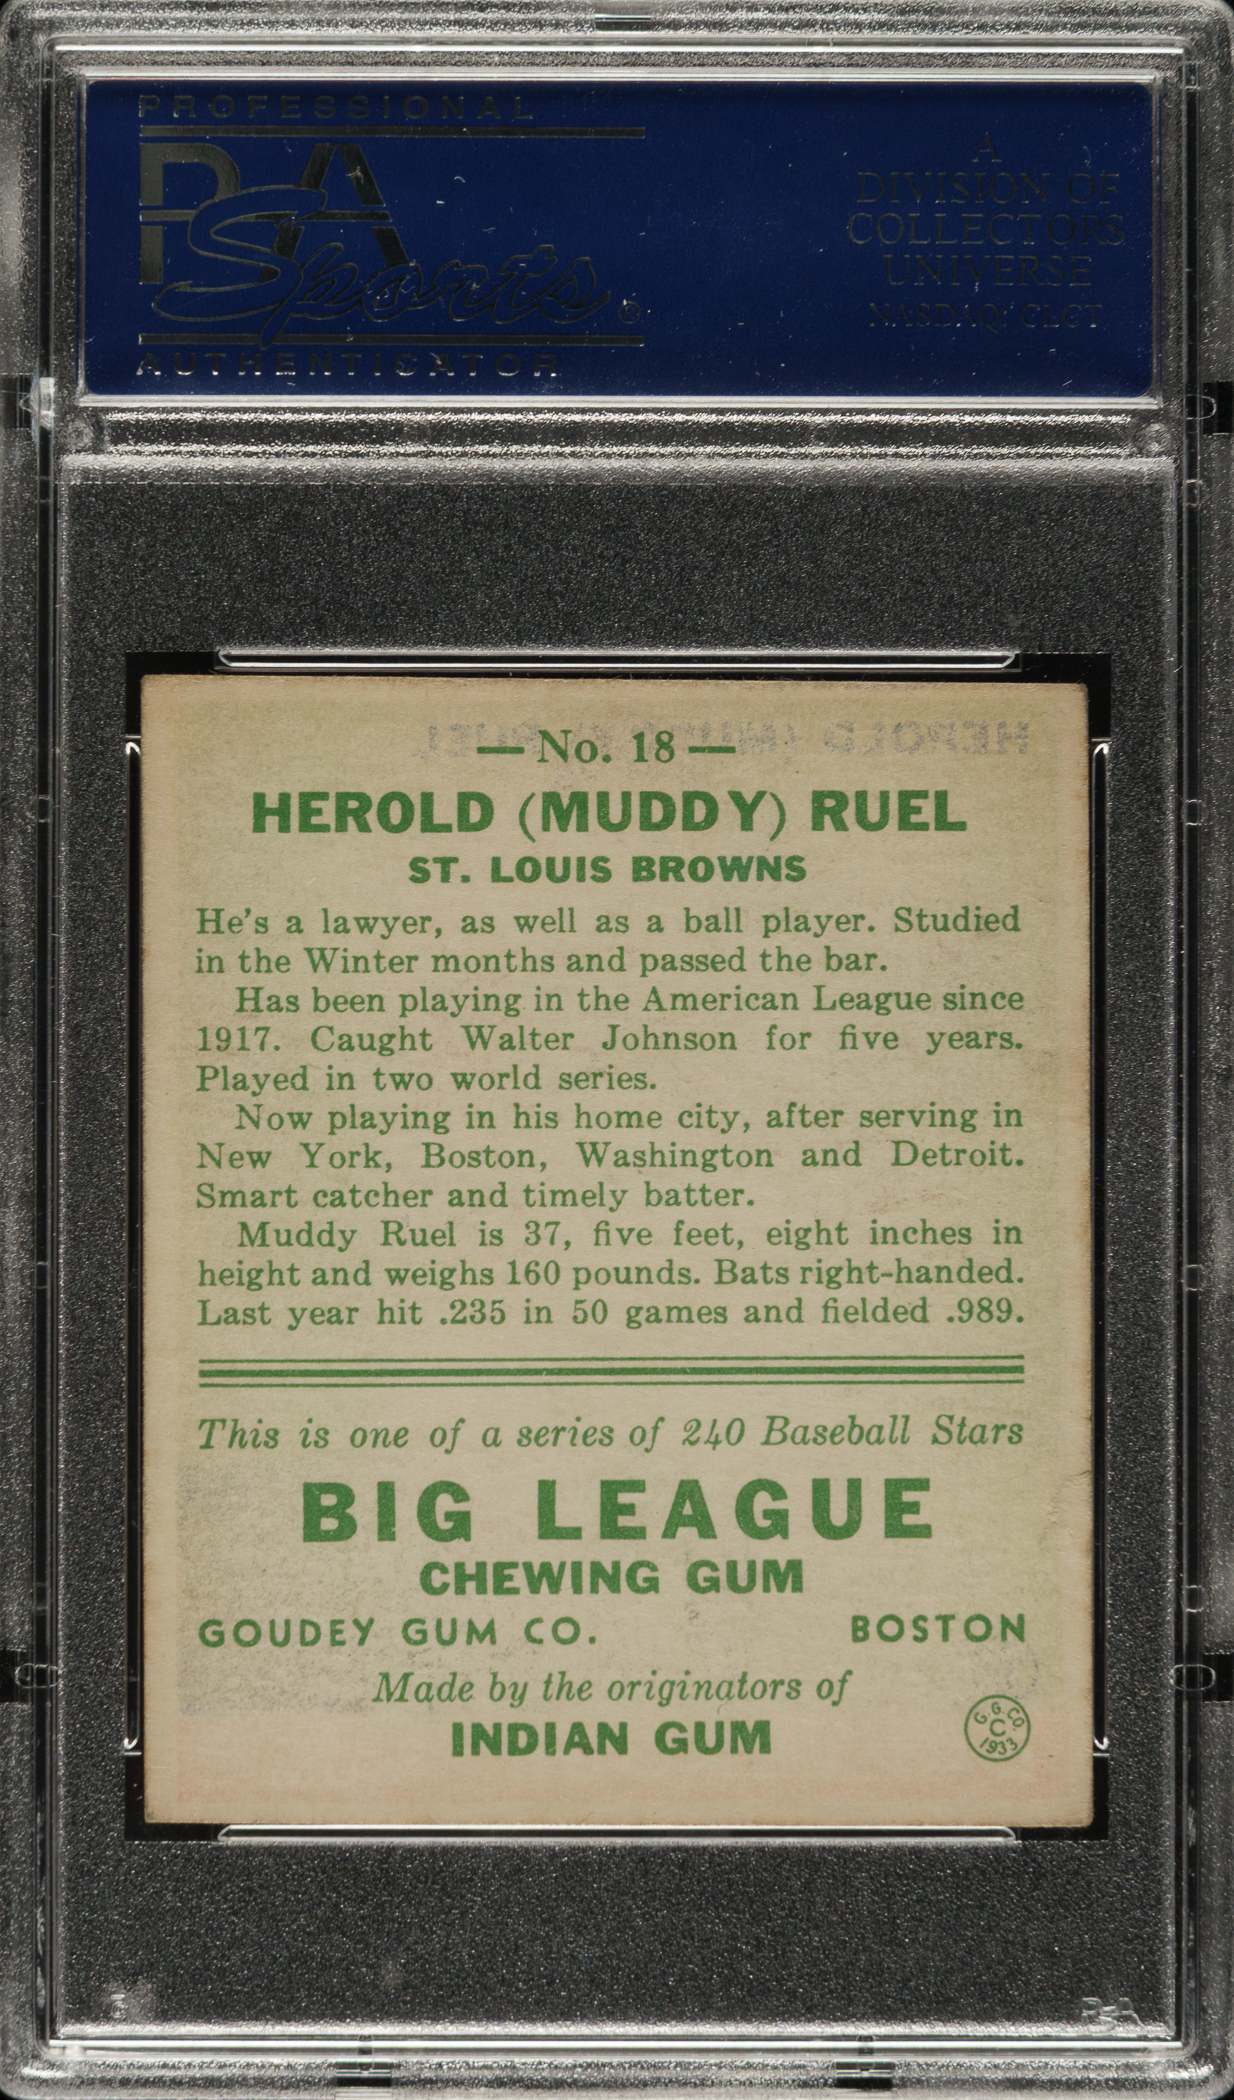 PROFESSIONAL
PSA
Sports®
AUTHENTICATOR
A
DIVISION OF
COLLECTORS
UNIVERSE
NASDAQ: CLCT
HEROLD (MUDDY) RUEL
— No. 18 —
HEROLD (MUDDY) RUEL
ST. LOUIS BROWNS
He's a lawyer, as well as a ball player. Studied
in the Winter months and passed the bar.
Has been playing in the American League since
1917. Caught Walter Johnson for five years.
Played in two world series.
Now playing in his home city, after serving in
New York, Boston, Washington and Detroit.
Smart catcher and timely batter.
Muddy Ruel is 37, five feet, eight inches in
height and weighs 160 pounds. Bats right-handed.
Last year hit .235 in 50 games and fielded .989.
This is one of a series of 240 Baseball Stars
BIG LEAGUE
CHEWING GUM
GOUDEY GUM CO. BOSTON
Made by the originators of
INDIAN GUM
G. G. CO.
C
1933
PSA